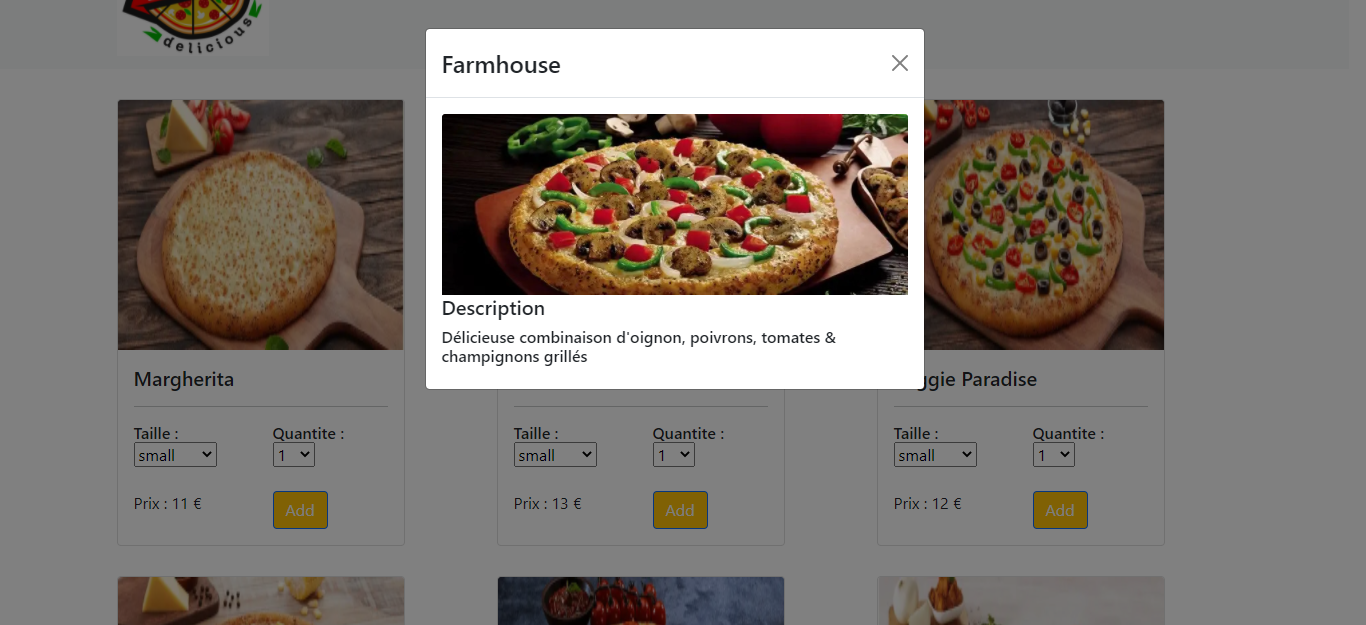 delicious
Farmhouse
Description
Délicieuse combinaison d'oignon, poivrons, tomates &
champignons grillés
Margherita
Taille :
Quantite :
small
1
Prix : 11 €
Add
Taille :
Quantite :
small
1
Prix : 13 €
Add
ggie Paradise
Taille :
Quantite :
small
1
Prix : 12 €
Add